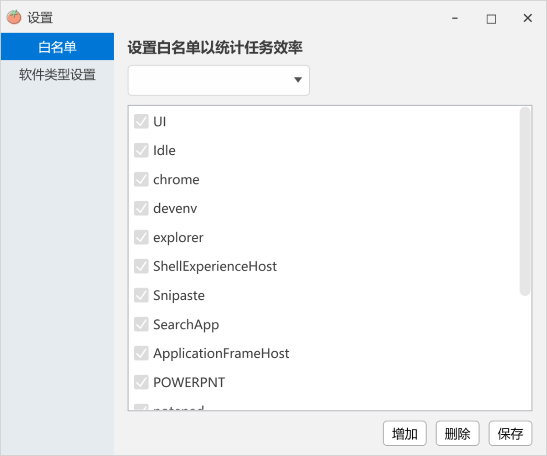 设置
白名单
软件类型设置
设置白名单以统计任务效率
UI
Idle
chrome
devenv
explorer
ShellExperienceHost
Snipaste
SearchApp
ApplicationFrameHost
POWERPNT
notepad
增加
删除
保存